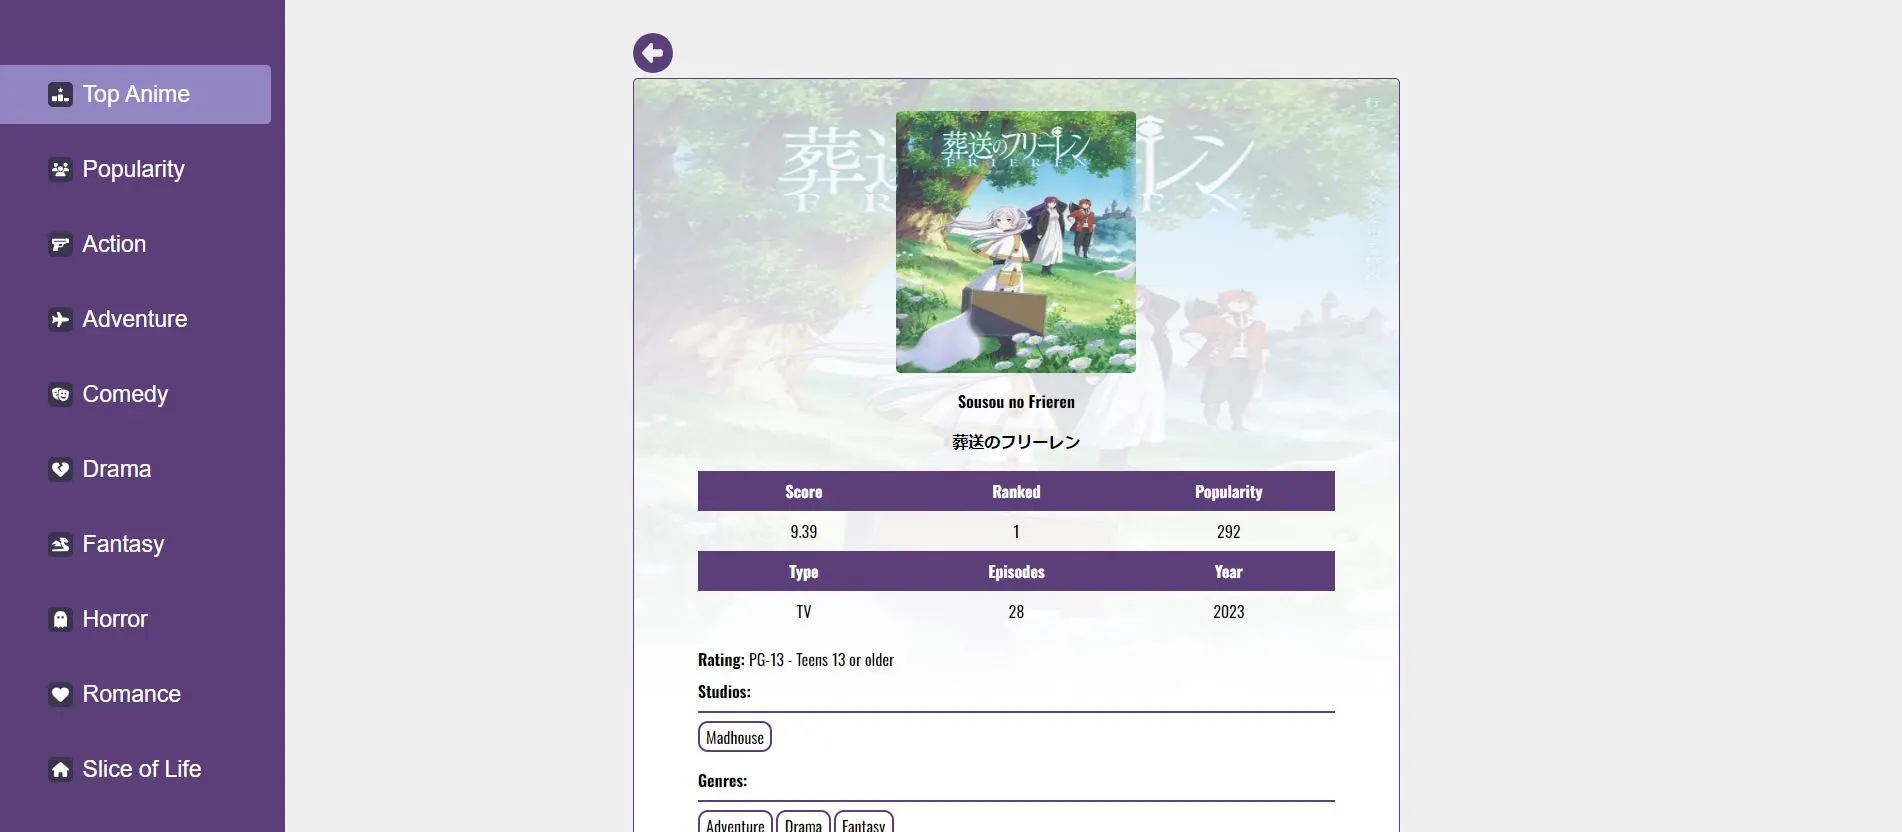 Top Anime
Popularity
Action
Adventure
Comedy
Drama
Fantasy
Horror
Romance
Slice of Life
葬送のフリーレン
FRIEREN
Sousou no Frieren
葬送のフリーレン
Score Ranked Popularity
9.39 1 292
Type Episodes Year
TV 28 2023
Rating: PG-13 - Teens 13 or older
Studios:
Madhouse
Genres:
Adventure Drama Fantasy